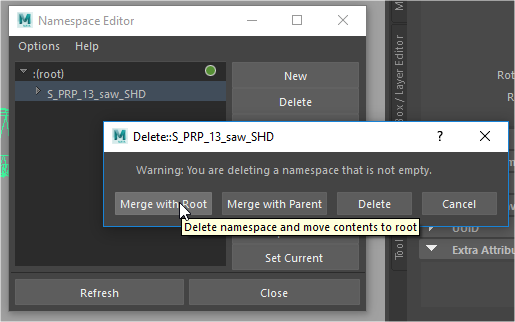 Namespace Editor
Options Help
:(root)
S_PRP_13_saw_SHD
New
Delete
Delete::S_PRP_13_saw_SHD ?
Warning: You are deleting a namespace that is not empty.
Merge with Root Merge with Parent Delete Cancel
Delete namespace and move contents to root
Set Current
Refresh Close
Box / Layer Editor
Rot
R
UUID
Extra Attribu
Tool